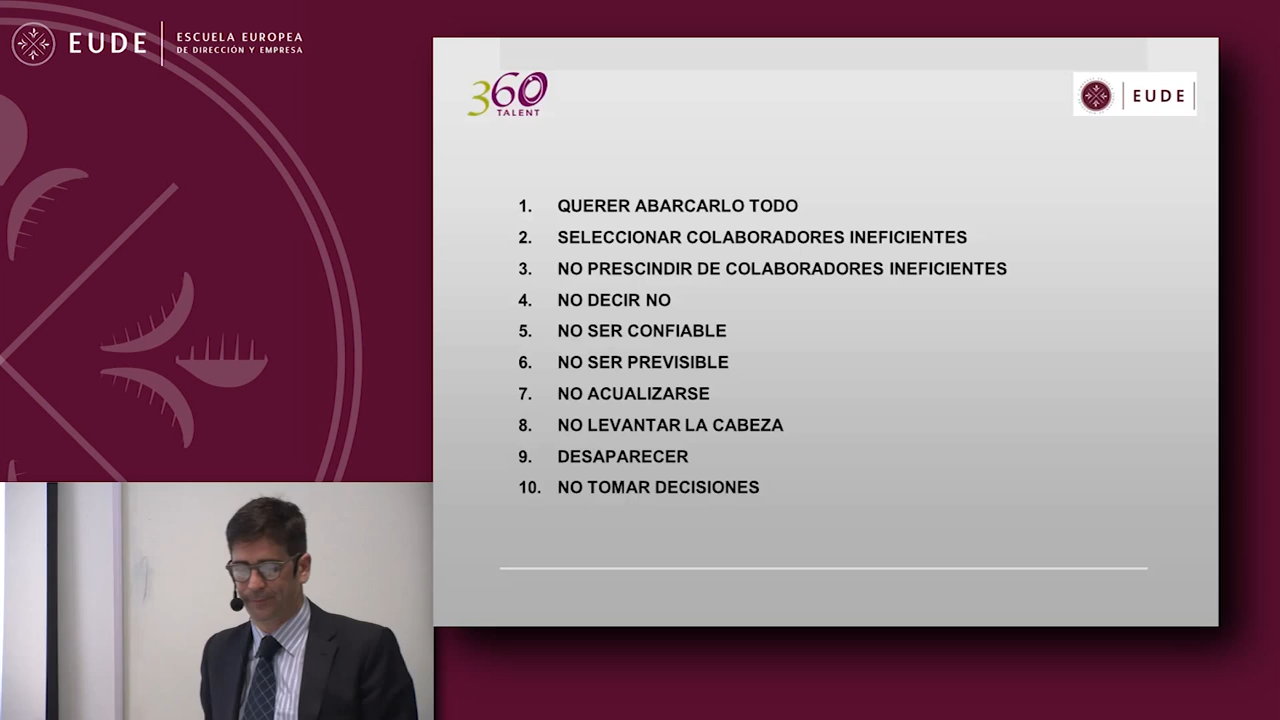 EUDE
ESCUELA EUROPEA
DE DIRECCIÓN Y EMPRESA
360
TALENT
EUDE
1. QUERER ABARCARLO TODO
2. SELECCIONAR COLABORADORES INEFICIENTES
3. NO PRESCINDIR DE COLABORADORES INEFICIENTES
4. NO DECIR NO
5. NO SER CONFIABLE
6. NO SER PREVISIBLE
7. NO ACUALIZARSE
8. NO LEVANTAR LA CABEZA
9. DESAPARECER
10. NO TOMAR DECISIONES